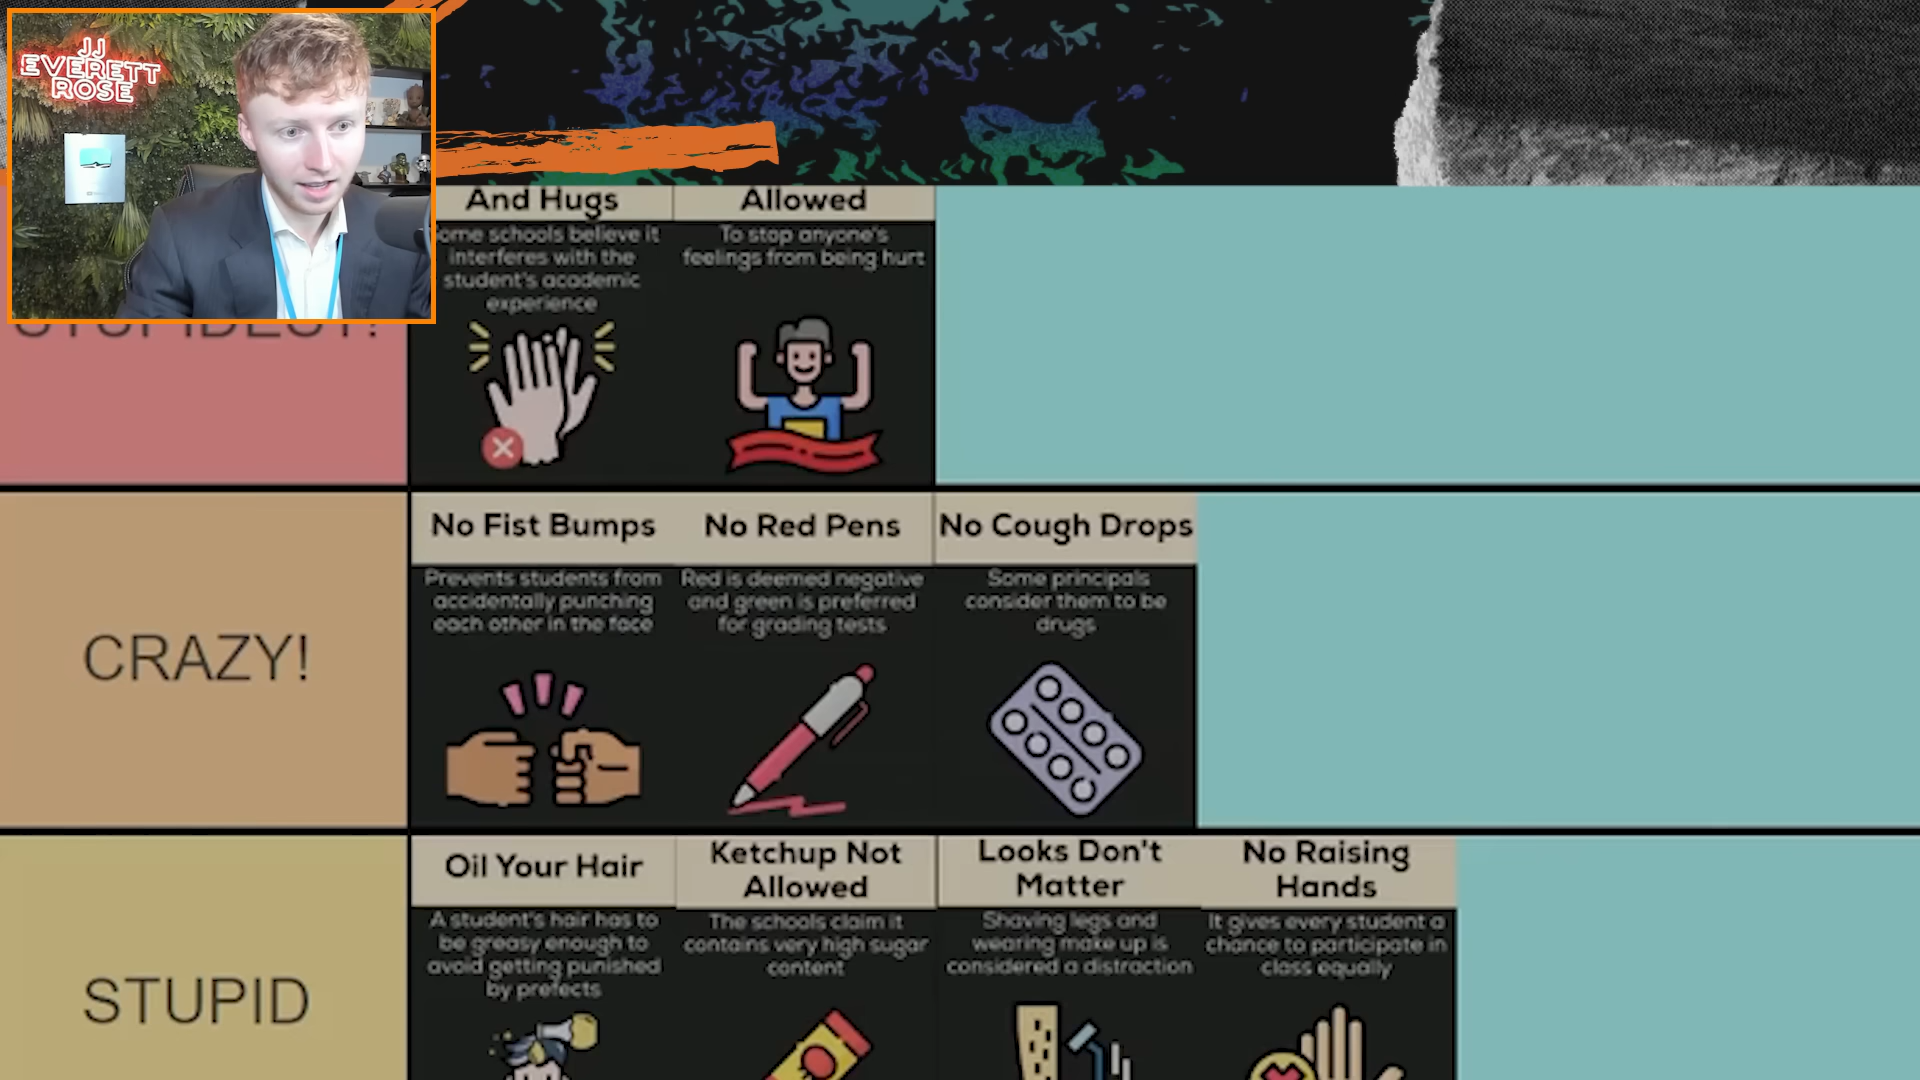 JJ
EVERETT
ROSE
And Hugs
Some schools believe it
interferes with the
student's academic
experience
Allowed
To stop anyone's
feelings from being hurt
STUPIDEST!
CRAZY!
No Fist Bumps
Prevents students from
accidentally punching
each other in the face
No Red Pens
Red is deemed negative
and green is preferred
for grading tests
No Cough Drops
Some principals
consider them to be
drugs
STUPID
Oil Your Hair
A student's hair has to
be greasy enough to
avoid getting punished
by prefects
Ketchup Not
Allowed
The schools claim it
contains very high sugar
content
Looks Don't
Matter
Shaving legs and
wearing make up is
considered a distraction
No Raising
Hands
It gives every student a
chance to participate in
class equally